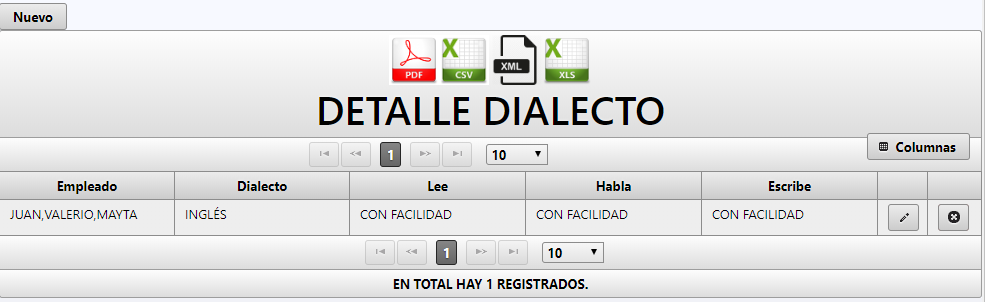 Nuevo
PDF CSV XML XLS
DETALLE DIALECTO
1 10 Columnas
Empleado Dialecto Lee Habla Escribe
JUAN,VALERIO,MAYTA INGLÉS CON FACILIDAD CON FACILIDAD CON FACILIDAD
1 10
EN TOTAL HAY 1 REGISTRADOS.